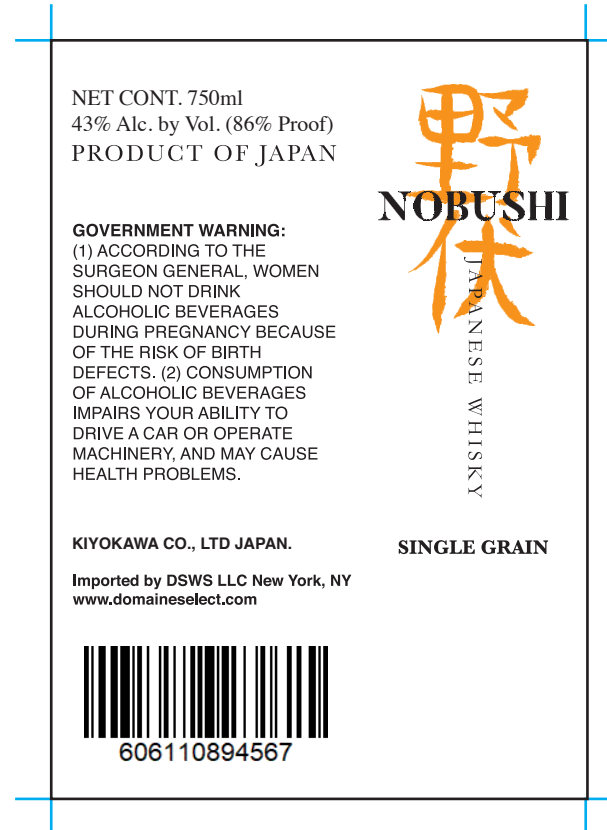 NET CONT. 750ml
43% Alc. by Vol. (86% Proof)
PRODUCT OF JAPAN
GOVERNMENT WARNING:
(1) ACCORDING TO THE
SURGEON GENERAL, WOMEN
SHOULD NOT DRINK
ALCOHOLIC BEVERAGES
DURING PREGNANCY BECAUSE
OF THE RISK OF BIRTH
DEFECTS. (2) CONSUMPTION
OF ALCOHOLIC BEVERAGES
IMPAIRS YOUR ABILITY TO
DRIVE A CAR OR OPERATE
MACHINERY, AND MAY CAUSE
HEALTH PROBLEMS.
KIYOKAWA CO., LTD JAPAN.
Imported by DSWS LLC New York, NY
www.domaineselect.com
606110894567
野伏
NOBUSHI
JAPANESE WHISKY
SINGLE GRAIN